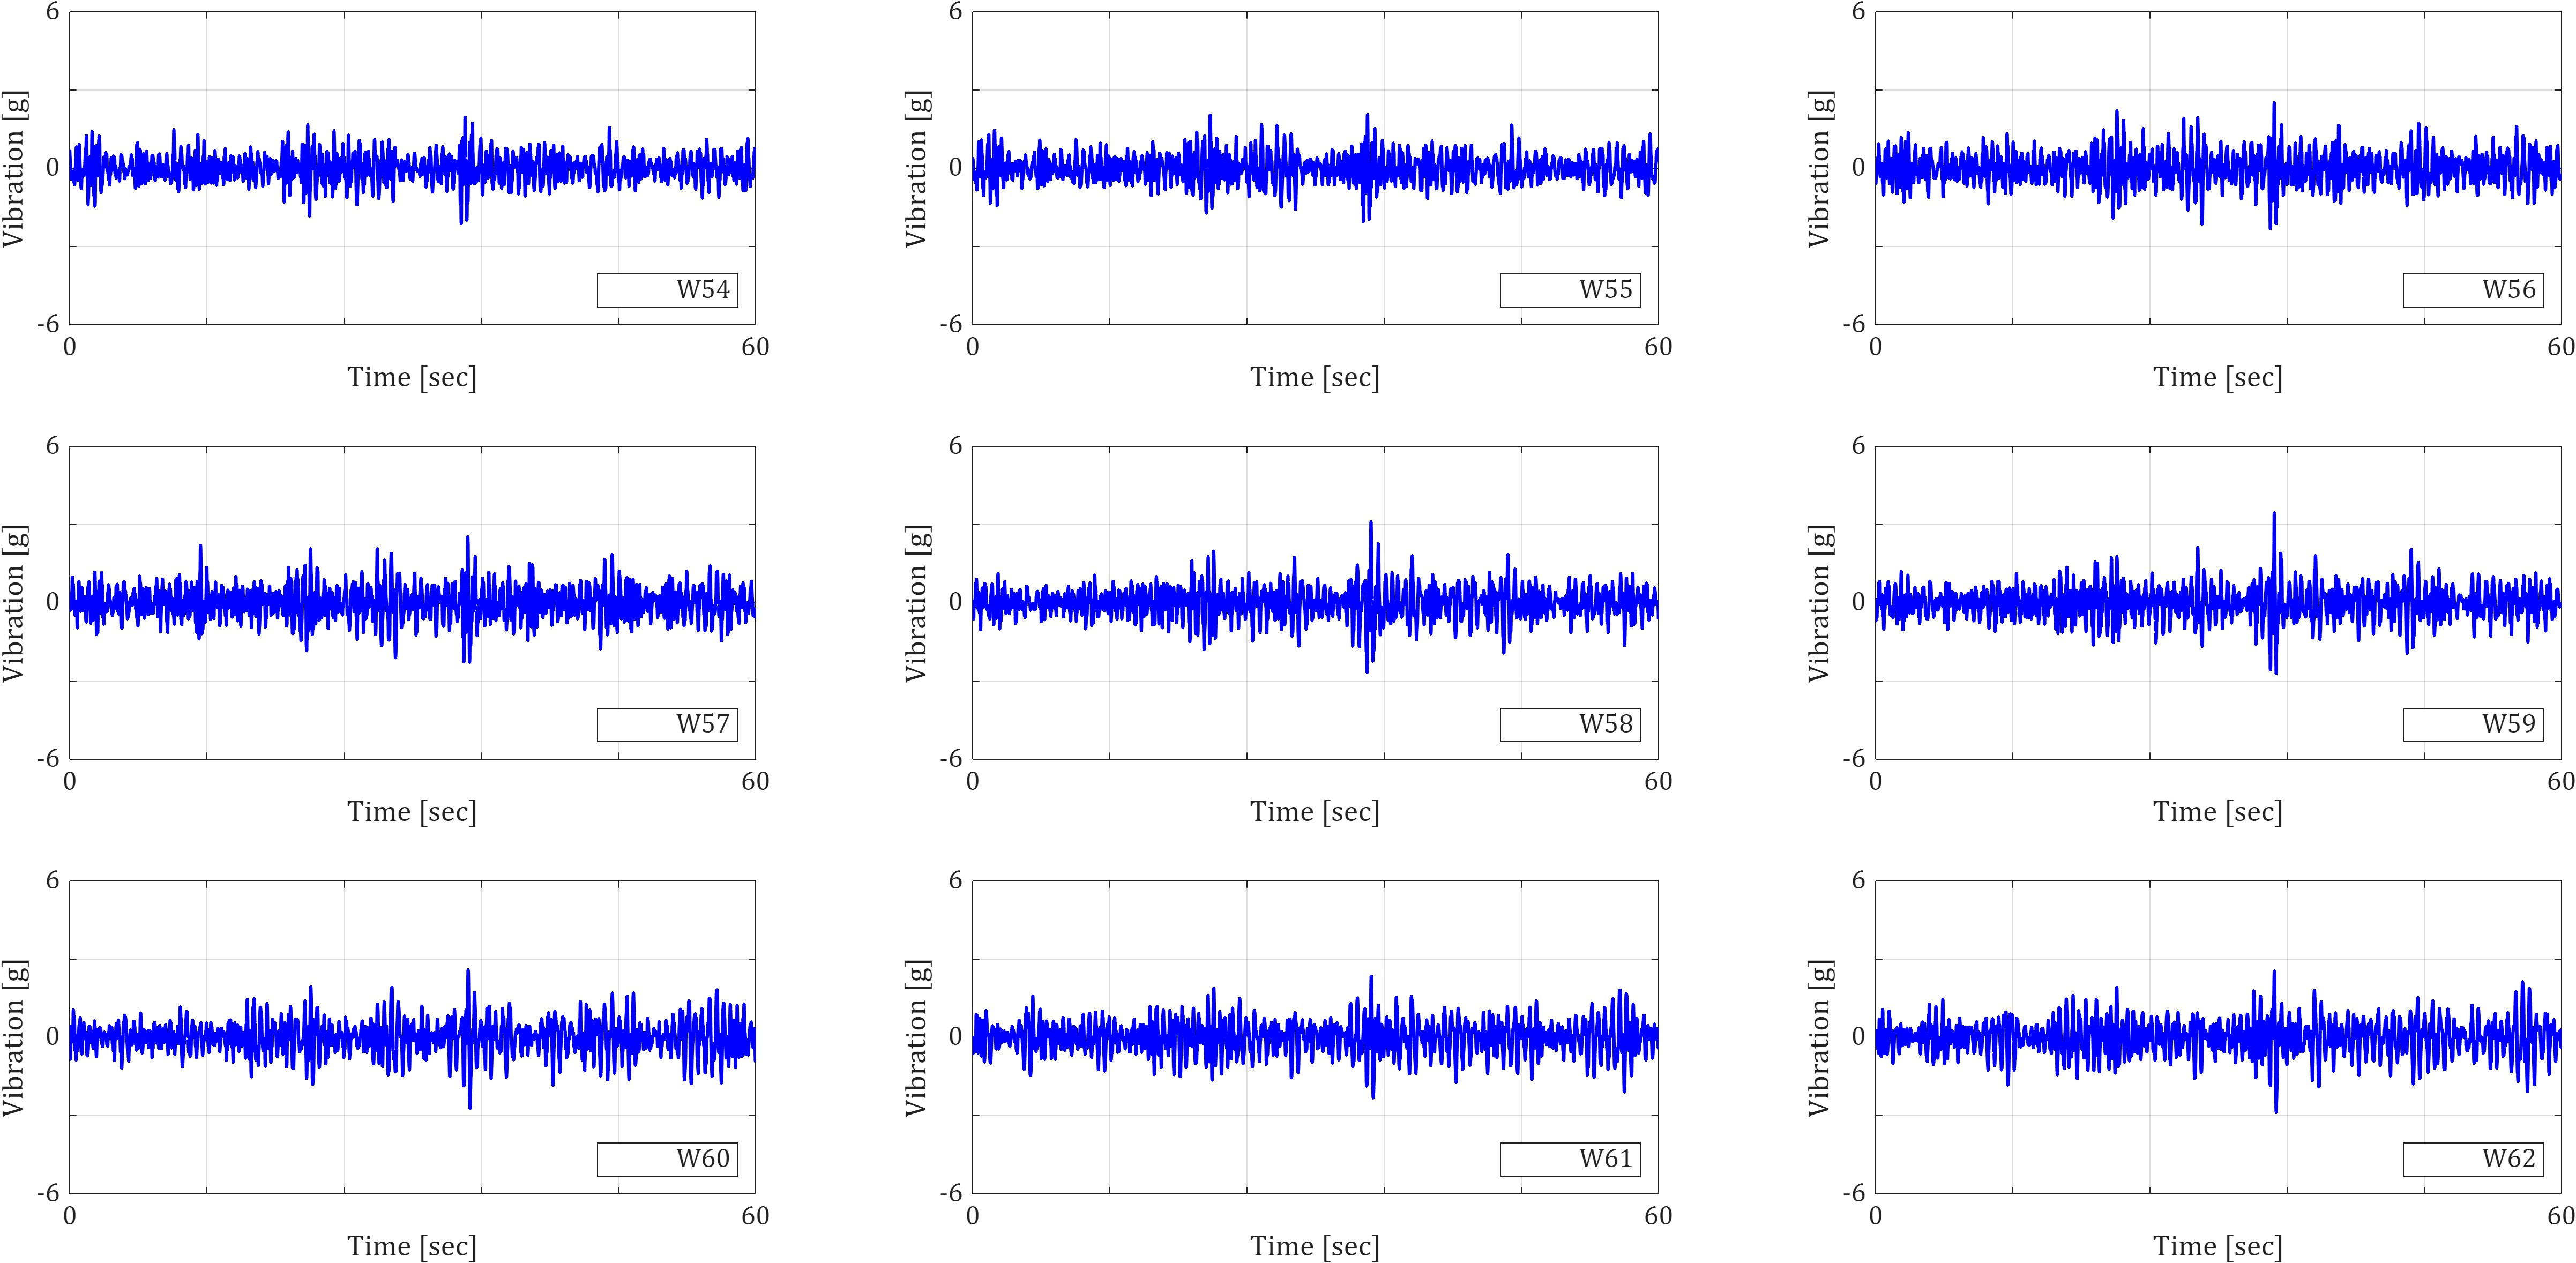 6 6 6
Vibration [g] Vibration [g] Vibration [g]
0 0 0
W54 W55 W56
-6 -6 -6
0 60 0 60 0 60
Time [sec] Time [sec] Time [sec]
6 6 6
Vibration [g] Vibration [g] Vibration [g]
0 0 0
W57 W58 W59
-6 -6 -6
0 60 0 60 0 60
Time [sec] Time [sec] Time [sec]
6 6 6
Vibration [g] Vibration [g] Vibration [g]
0 0 0
W60 W61 W62
-6 -6 -6
0 60 0 60 0 60
Time [sec] Time [sec] Time [sec]